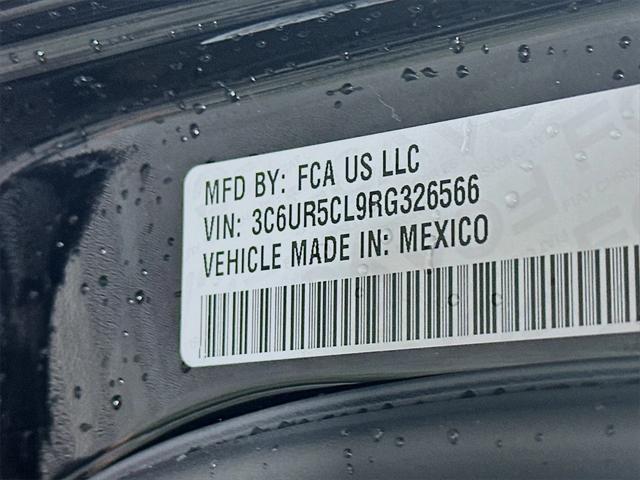 MFD BY: FCA US LLC
VIN: 3C6UR5CL9RG326566
VEHICLE MADE IN: MEXICO